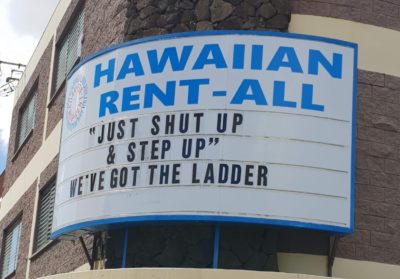 HAWAIIAN
RENT-ALL
"JUST SHUT UP
& STEP UP"
WE'VE GOT THE LADDER